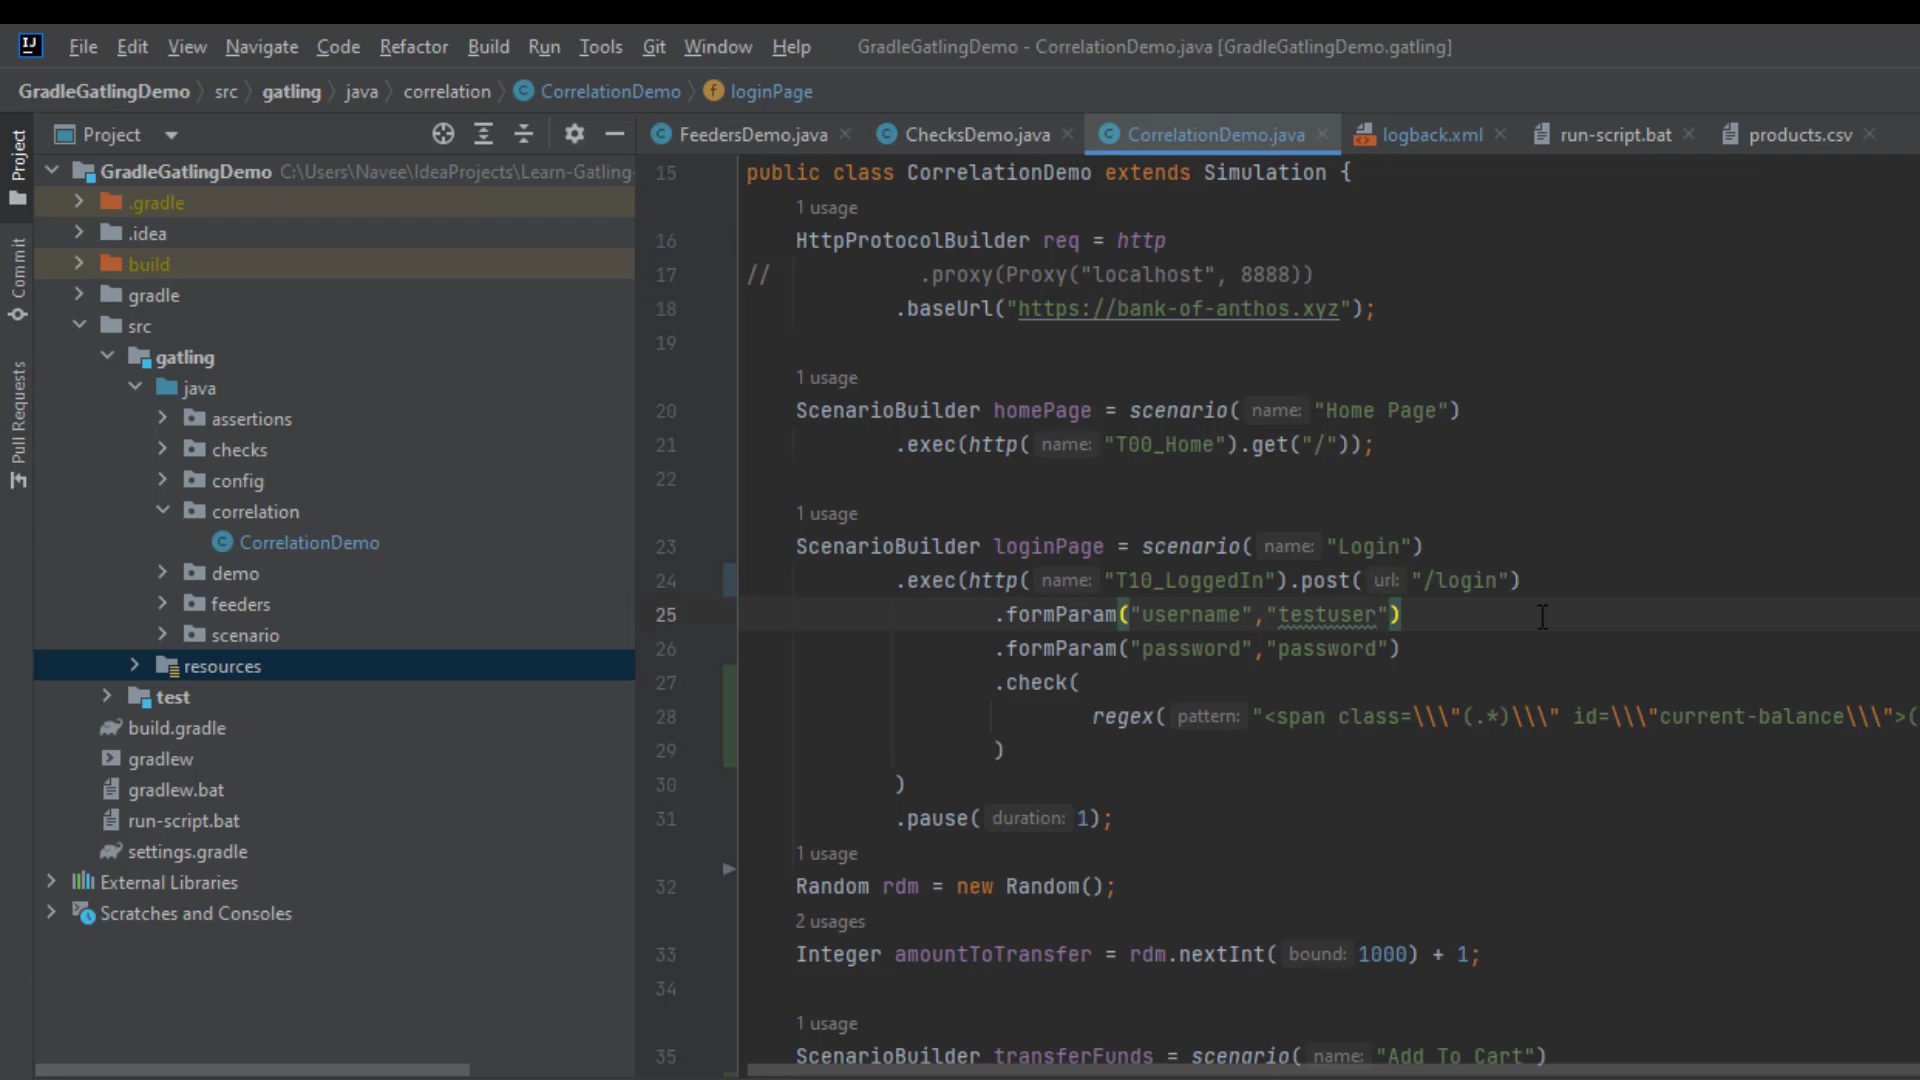 IJ File Edit View Navigate Code Refactor Build Run Tools Git Window Help GradleGatlingDemo - CorrelationDemo.java [GradleGatlingDemo.gatling]
GradleGatlingDemo src gatling java correlation C CorrelationDemo f loginPage
Project
Commit
Pull Requests
Project
GradleGatlingDemo C:\Users\Navee\IdeaProjects\Learn-Gatling-
.gradle
.idea
build
gradle
src
gatling
java
assertions
checks
config
correlation
C CorrelationDemo
demo
feeders
scenario
resources
test
build.gradle
gradlew
gradlew.bat
run-script.bat
settings.gradle
External Libraries
Scratches and Consoles
C FeedersDemo.java C ChecksDemo.java C CorrelationDemo.java logback.xml run-script.bat products.csv
15 public class CorrelationDemo extends Simulation {
1 usage
16 HttpProtocolBuilder req = http
17 // .proxy(Proxy("localhost", 8888))
18 .baseUrl("https://bank-of-anthos.xyz");
19
1 usage
20 ScenarioBuilder homePage = scenario( name: "Home Page")
21 .exec(http( name: "T00_Home").get("/"));
22
1 usage
23 ScenarioBuilder loginPage = scenario( name: "Login")
24 .exec(http( name: "T10_LoggedIn").post( url: "/login")
25 .formParam("username","testuser")
26 .formParam("password","password")
27 .check(
28 regex( pattern: "<span class=\\\"(.*)\\\" id=\\\"current-balance\\\">(
29 )
30 )
31 .pause( duration: 1);
1 usage
32 Random rdm = new Random();
2 usages
33 Integer amountToTransfer = rdm.nextInt( bound: 1000) + 1;
34
1 usage
35 ScenarioBuilder transferFunds = scenario( name: "Add To Cart")